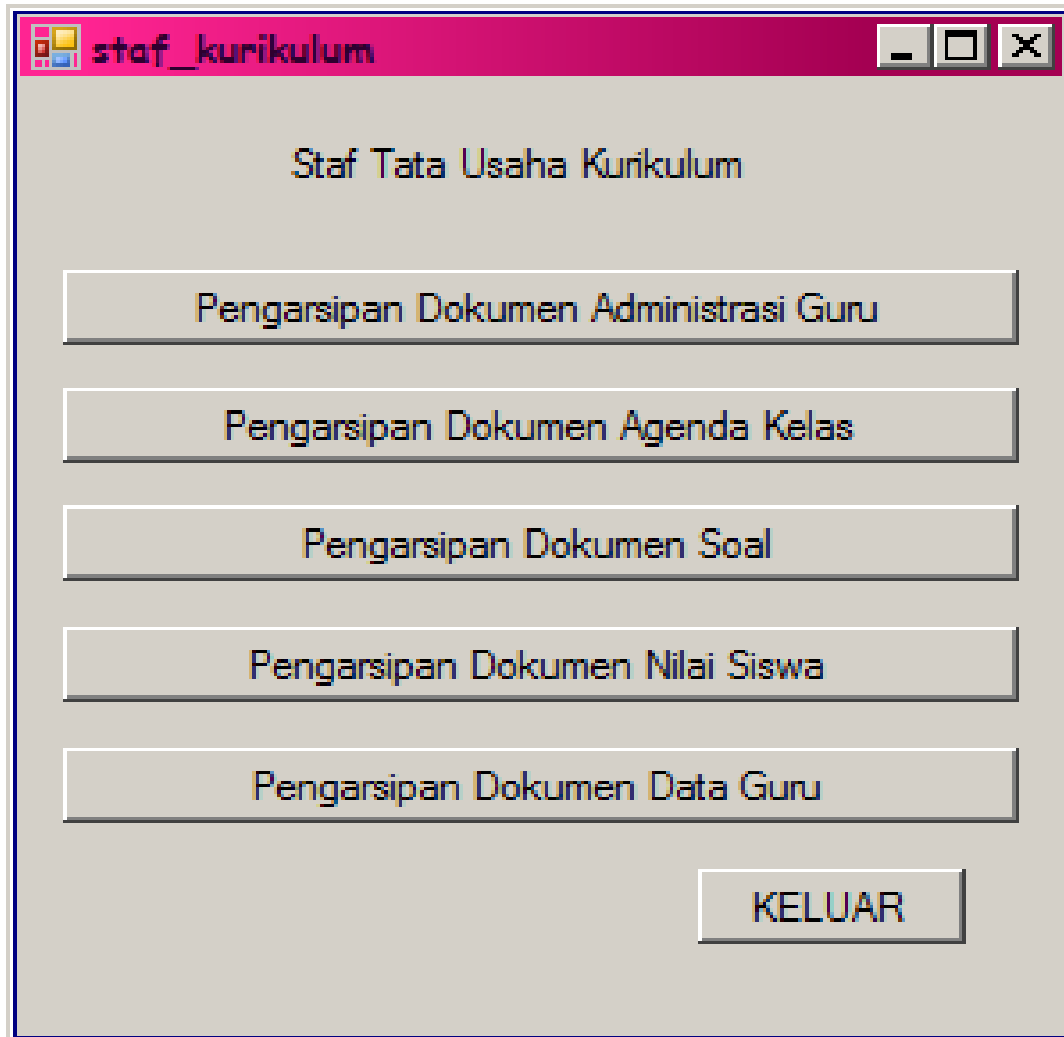 staf_kurikulum
Staf Tata Usaha Kurikulum
Pengarsipan Dokumen Administrasi Guru
Pengarsipan Dokumen Agenda Kelas
Pengarsipan Dokumen Soal
Pengarsipan Dokumen Nilai Siswa
Pengarsipan Dokumen Data Guru
KELUAR